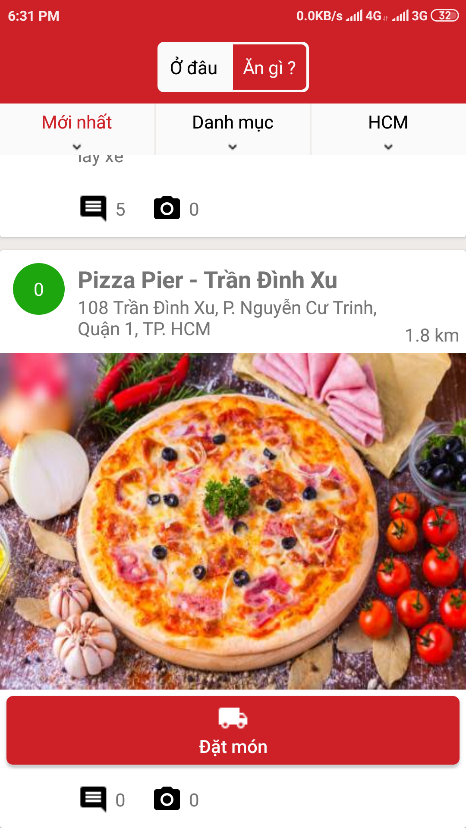 6:31 PM 0.0KB/s 4G 3G 32
Ở đâu Ăn gì ?
Mới nhất Danh mục HCM
lấy xe
5 0
0 Pizza Pier - Trần Đình Xu
108 Trần Đình Xu, P. Nguyễn Cư Trinh,
Quận 1, TP. HCM
1.8 km
Đặt món
0 0